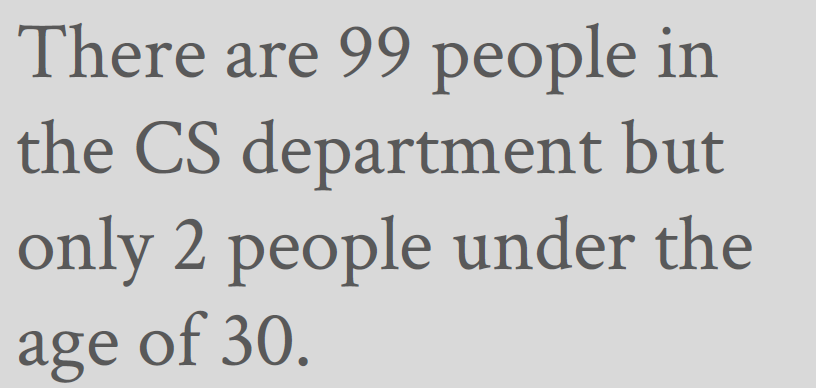 There are 99 people in
the CS department but
only 2 people under the
age of 30.